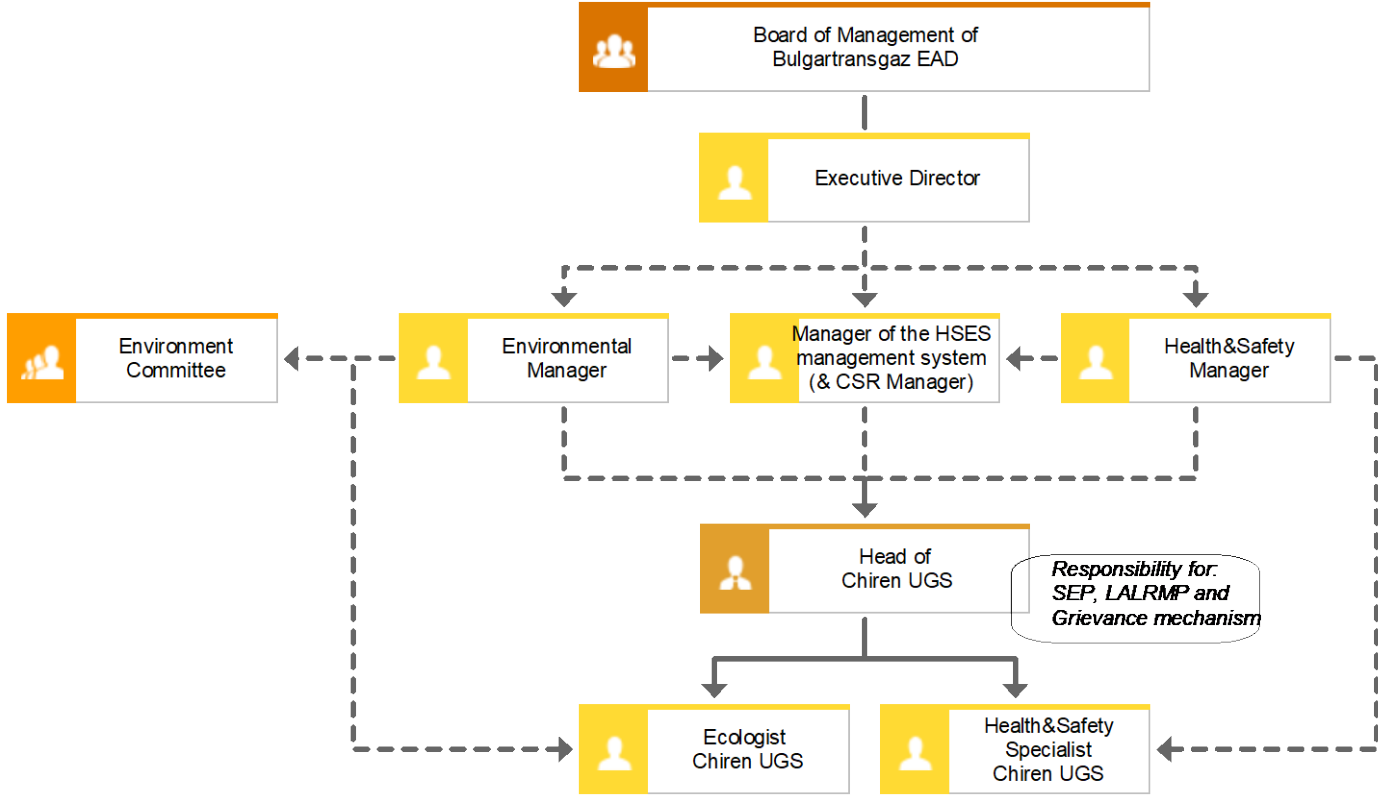 Board of Management of
Bulgartransgaz EAD
Executive Director
Environment
Committee
Environmental
Manager
Manager of the HSES
management system
(& CSR Manager)
Health&Safety
Manager
Head of
Chiren UGS
Responsibility for:
SEP, LALRMP and
Grievance mechanism
Ecologist
Chiren UGS
Health&Safety
Specialist
Chiren UGS